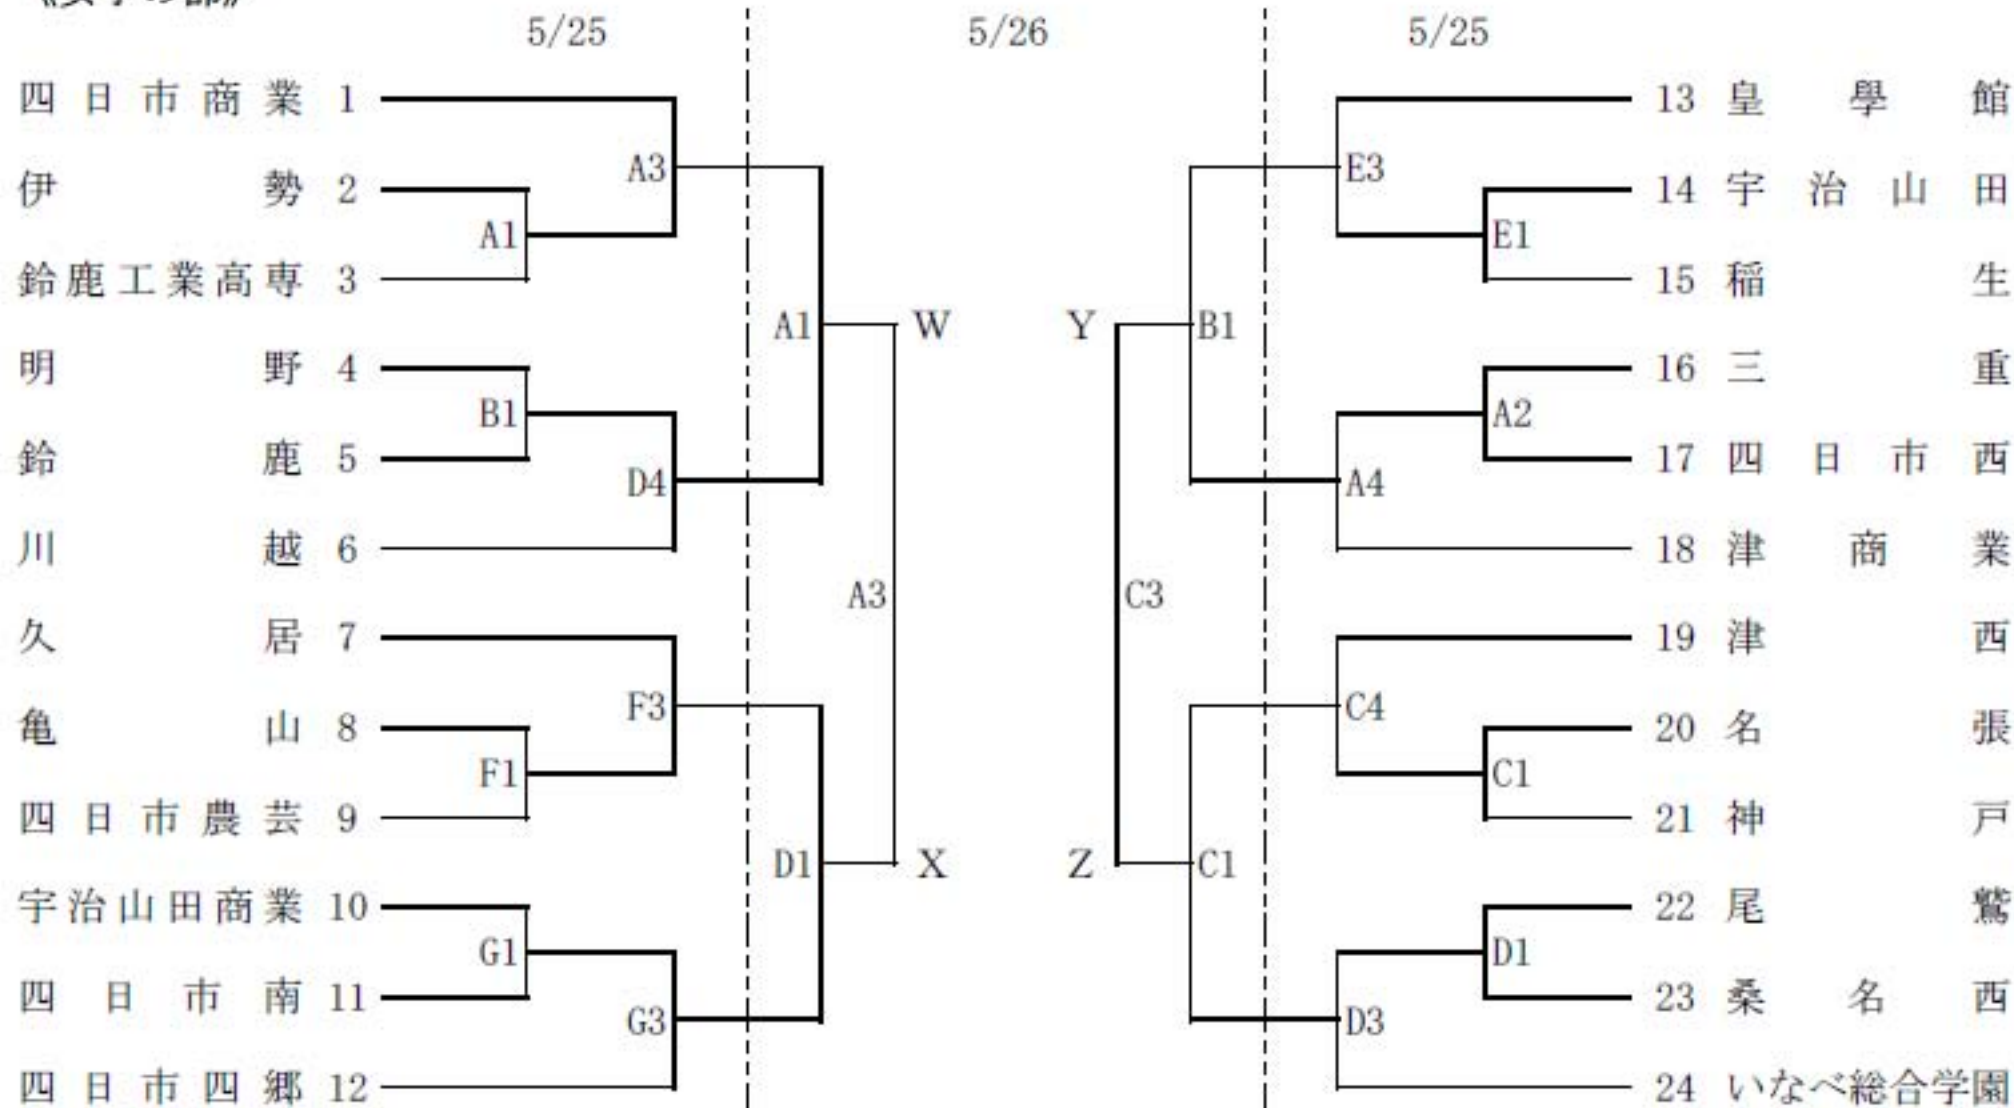 5/25 5/26 5/25
四日市商業 1
伊勢 2
鈴鹿工業高専 3
明野 4
鈴鹿 5
川越 6
久居 7
亀山 8
四日市農芸 9
宇治山田商業 10
四日市南 11
四日市四郷 12
A1
B1
F1
G1
A3
D4
F3
G3
A1
D1
W
A3
X
Y
C3
Z
B1
C1
E3
A4
C4
D3
E1
A2
C1
D1
13 皇學館
14 宇治山田
15 稲生
16 三重
17 四日市西
18 津商業
19 津西
20 名張
21 神戸
22 尾鷲
23 桑名西
24 いなべ総合学園